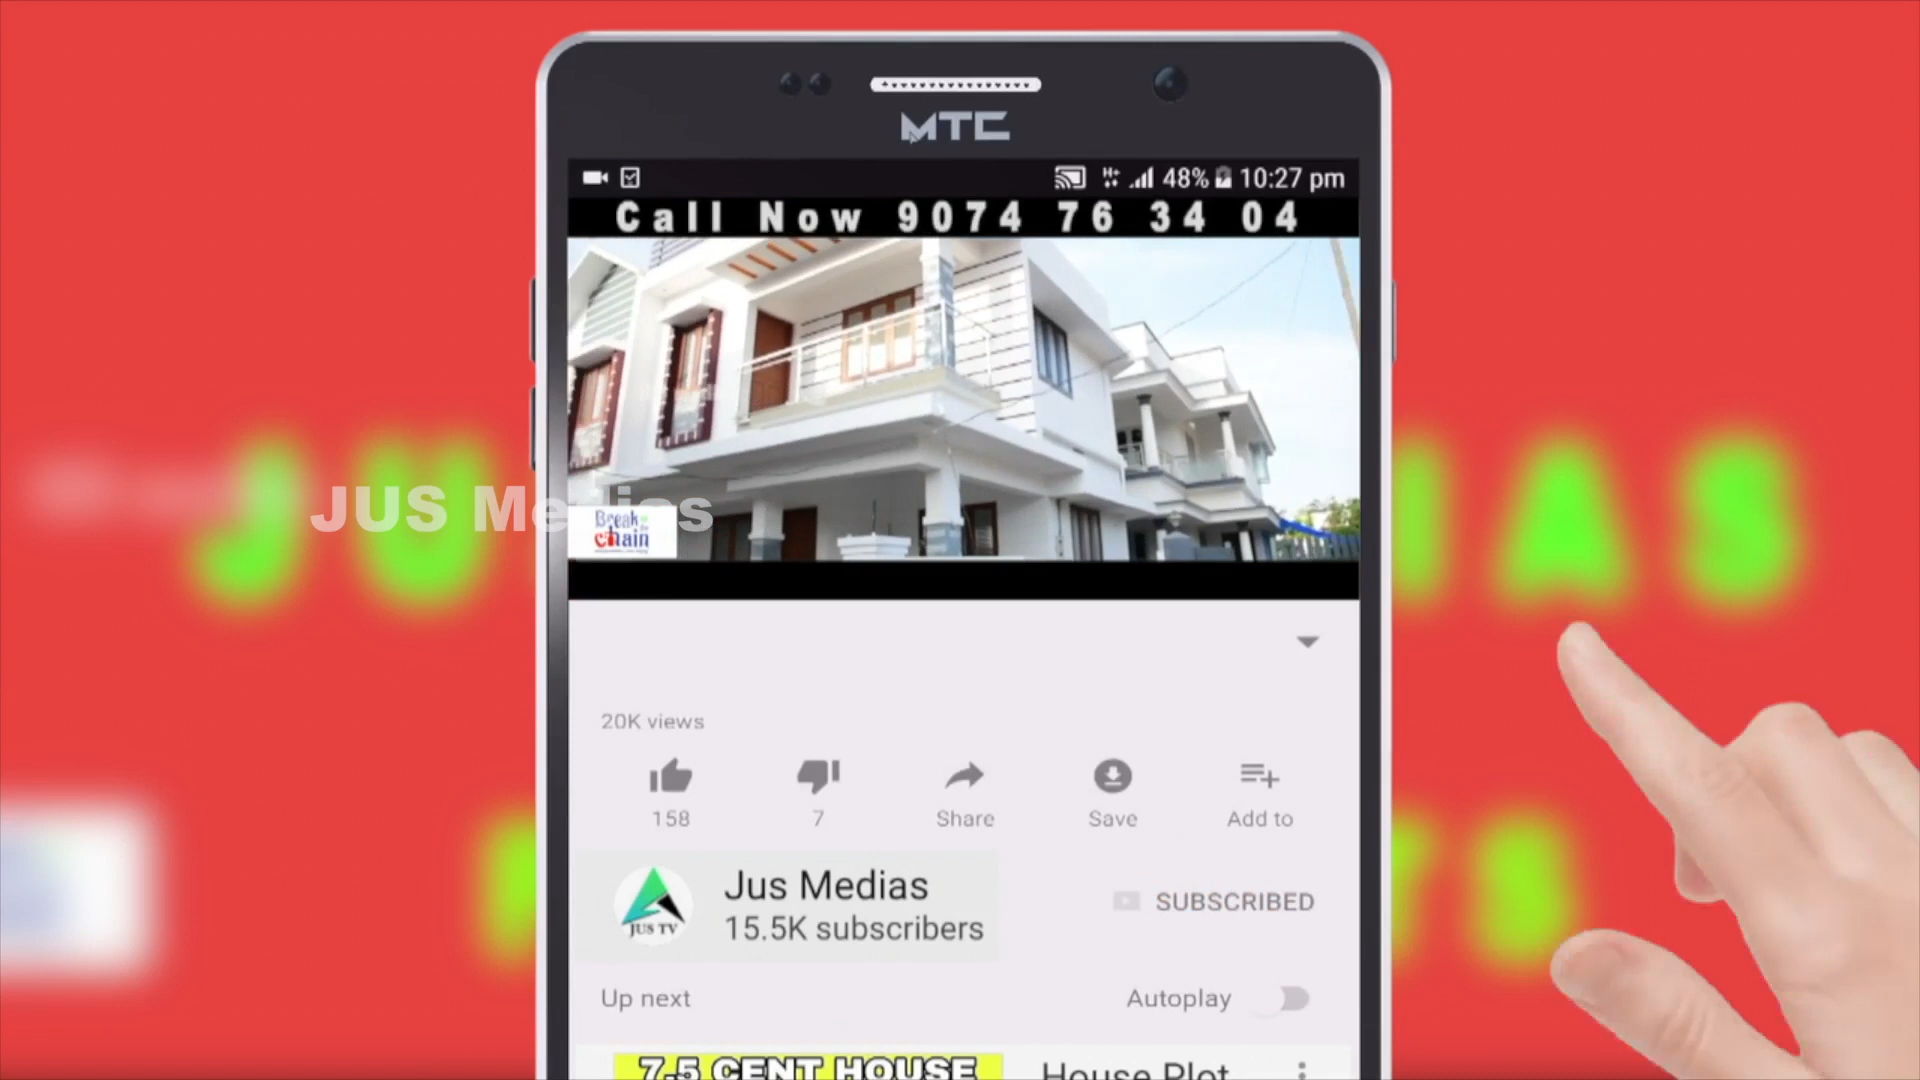 MTC
48% 10:27 pm
Call Now 9074 76 34 04
JUS Medias
Break
chain
20K views
158
7
Share
Save
Add to
Jus Medias
15.5K subscribers
JUS TV
SUBSCRIBED
Up next
Autoplay
7.5 CENT HOUSE
House Plot